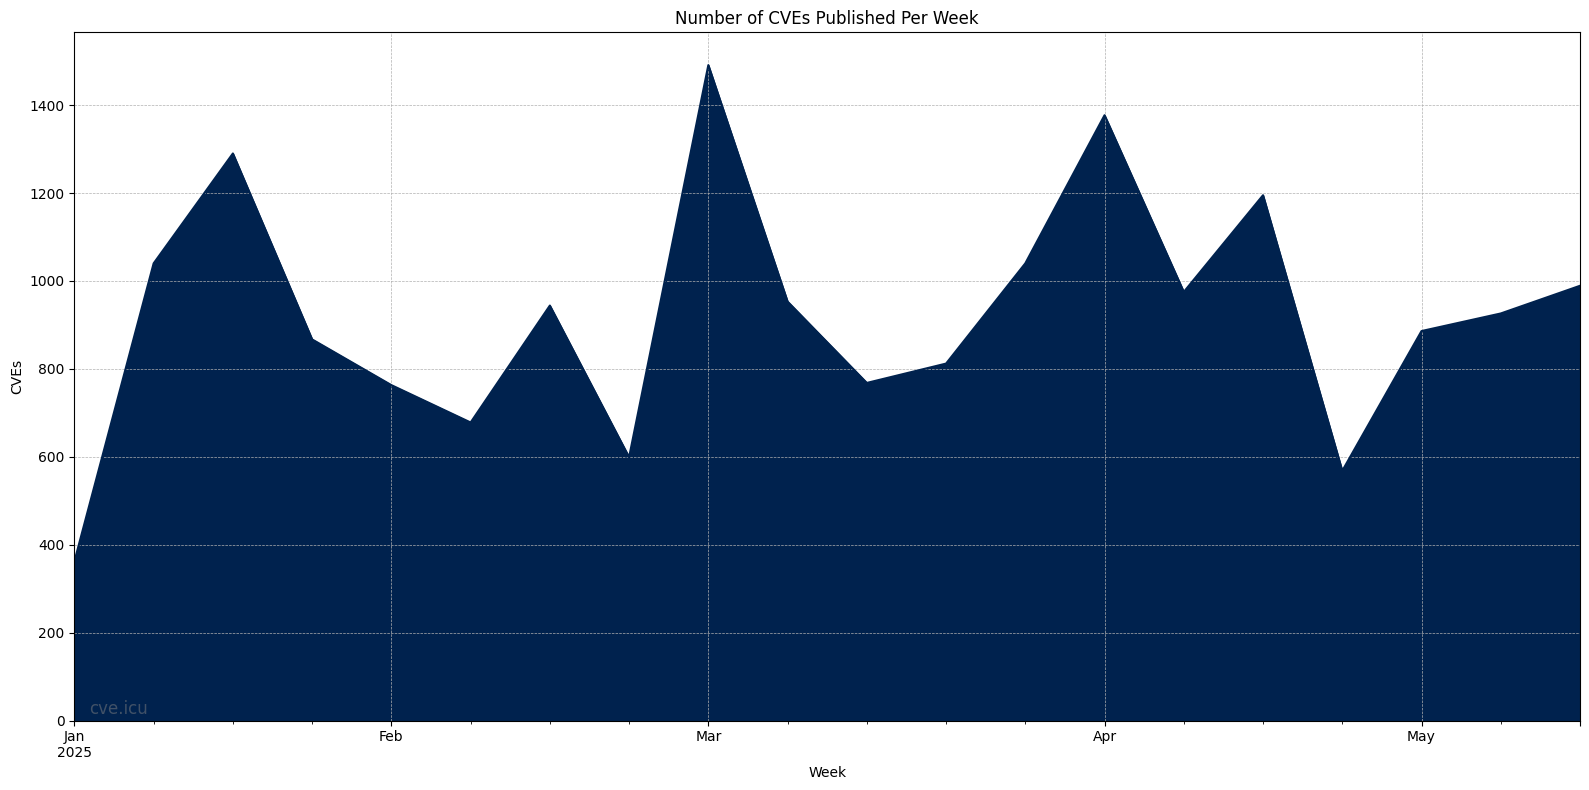 Number of CVEs Published Per Week
1400
1200
1000
800
600
400
200
0
CVEs
cve.icu
Jan
2025
Feb
Mar
Apr
May
Week